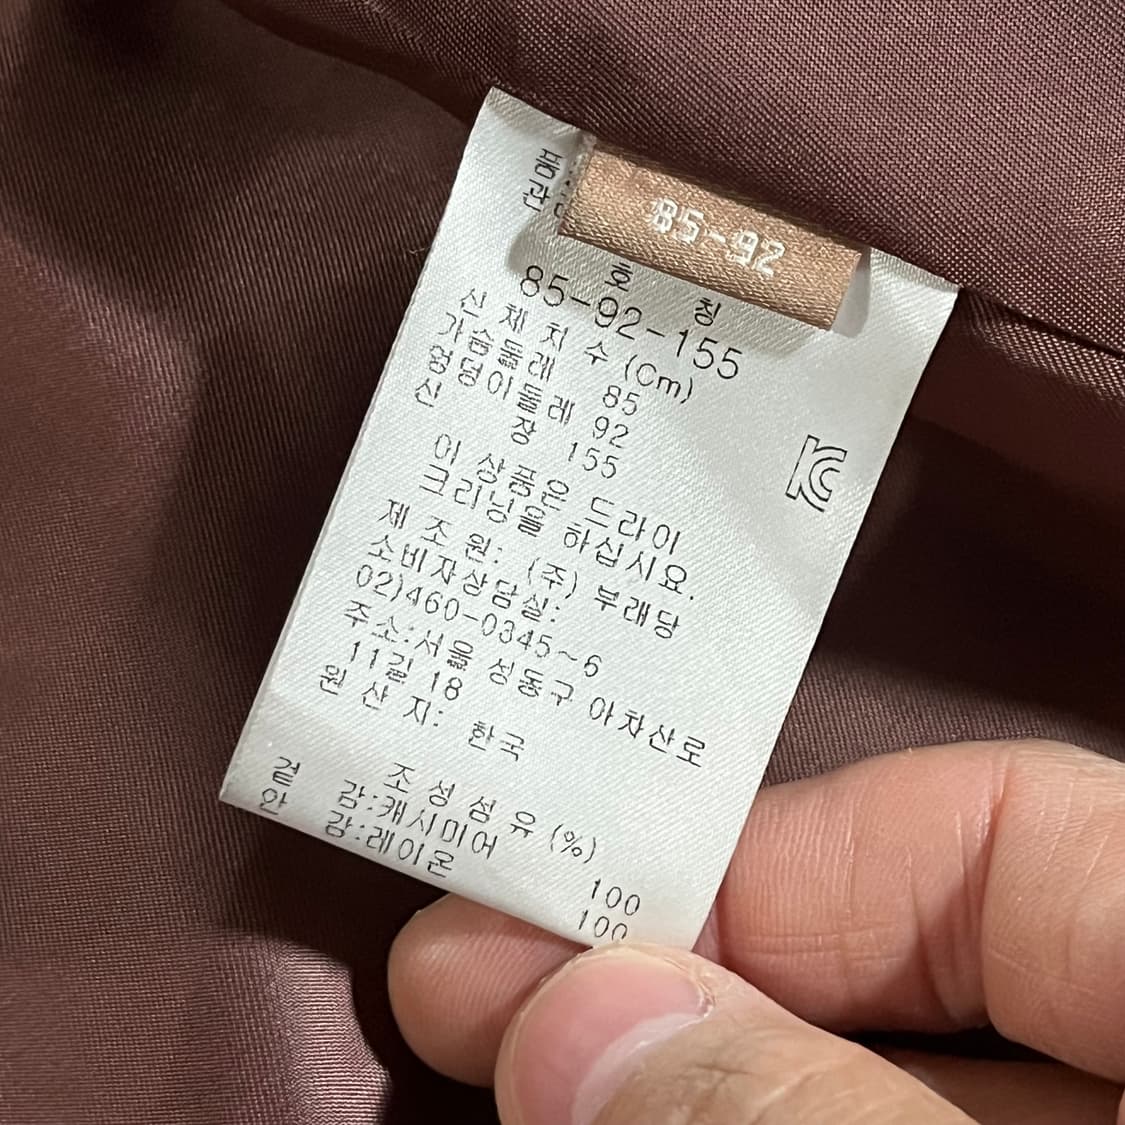 85-92
호 칭
85-92-155
신 체 치 수 (Cm)
가슴둘레 85
엉덩이둘레 92
신 장 155
이 상품은 드라이
크리닝을 하십시요.
제 조 원: (주) 부래당
소비자상담실:
02)460-0345~6
주소:서울 성동구 아차산로
11길 18
원 산 지: 한국
조 성 섬 유 (%)
겉 감:캐시미어 100
안 감:레이온 100
KC